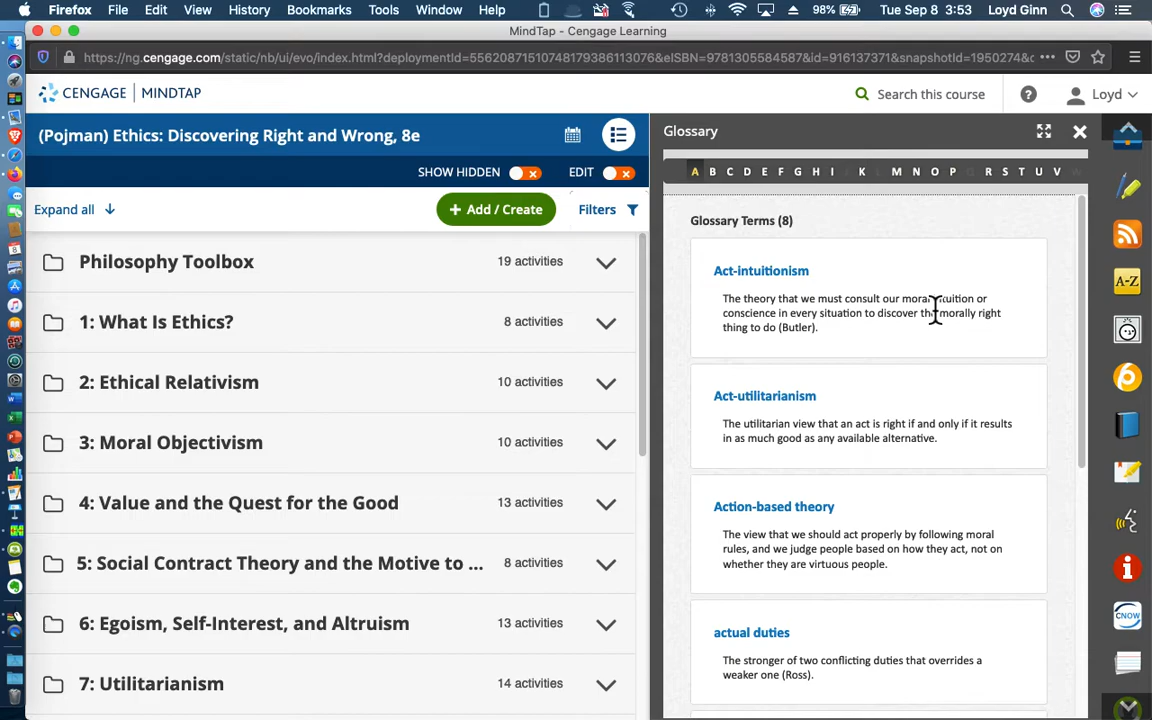 Firefox File Edit View History Bookmarks Tools Window Help 98% Tue Sep 8 3:53 Loyd Ginn
MindTap - Cengage Learning
https://ng.cengage.com/static/nb/ui/evo/index.html?deploymentId=55620871510748179386113076&eISBN=9781305584587&id=916137371&snapshotId=1950274&c
CENGAGE MINDTAP
Search this course
Loyd
(Pojman) Ethics: Discovering Right and Wrong, 8e
SHOW HIDDEN EDIT
Expand all
+ Add / Create
Filters
Philosophy Toolbox 19 activities
1: What Is Ethics? 8 activities
2: Ethical Relativism 10 activities
3: Moral Objectivism 10 activities
4: Value and the Quest for the Good 13 activities
5: Social Contract Theory and the Motive to ... 8 activities
6: Egoism, Self-Interest, and Altruism 13 activities
7: Utilitarianism 14 activities
Glossary
A B C D E F G H I K M N O P R S T U V
Glossary Terms (8)
Act-intuitionism
The theory that we must consult our moral intuition or
conscience in every situation to discover the morally right
thing to do (Butler).
Act-utilitarianism
The utilitarian view that an act is right if and only if it results
in as much good as any available alternative.
Action-based theory
The view that we should act properly by following moral
rules, and we judge people based on how they act, not on
whether they are virtuous people.
actual duties
The stronger of two conflicting duties that overrides a
weaker one (Ross).
A-Z
CNOW